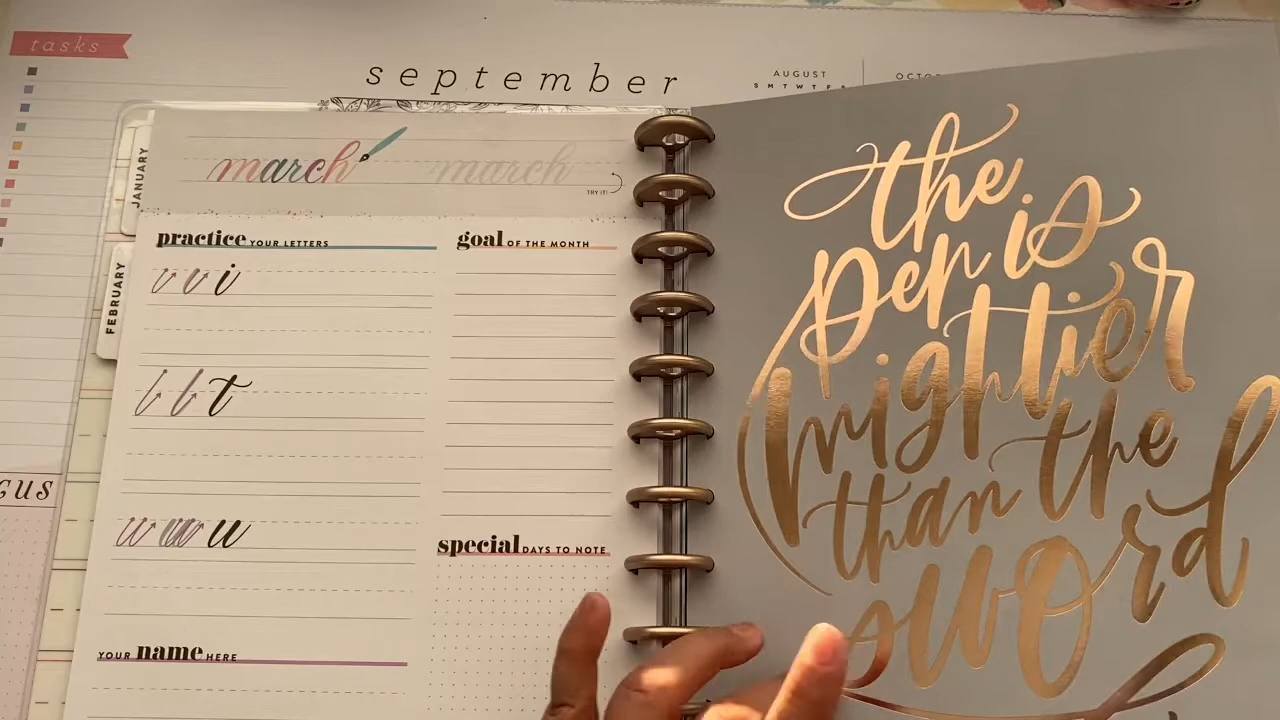 tasks
september
AUGUST
S M T W T F S
JANUARY
march march
TRY IT!
practice YOUR LETTERS
goal OF THE MONTH
i
FEBRUARY
t
u
special DAYS TO NOTE
YOUR name HERE
the
pen is
mightier
than the
sword